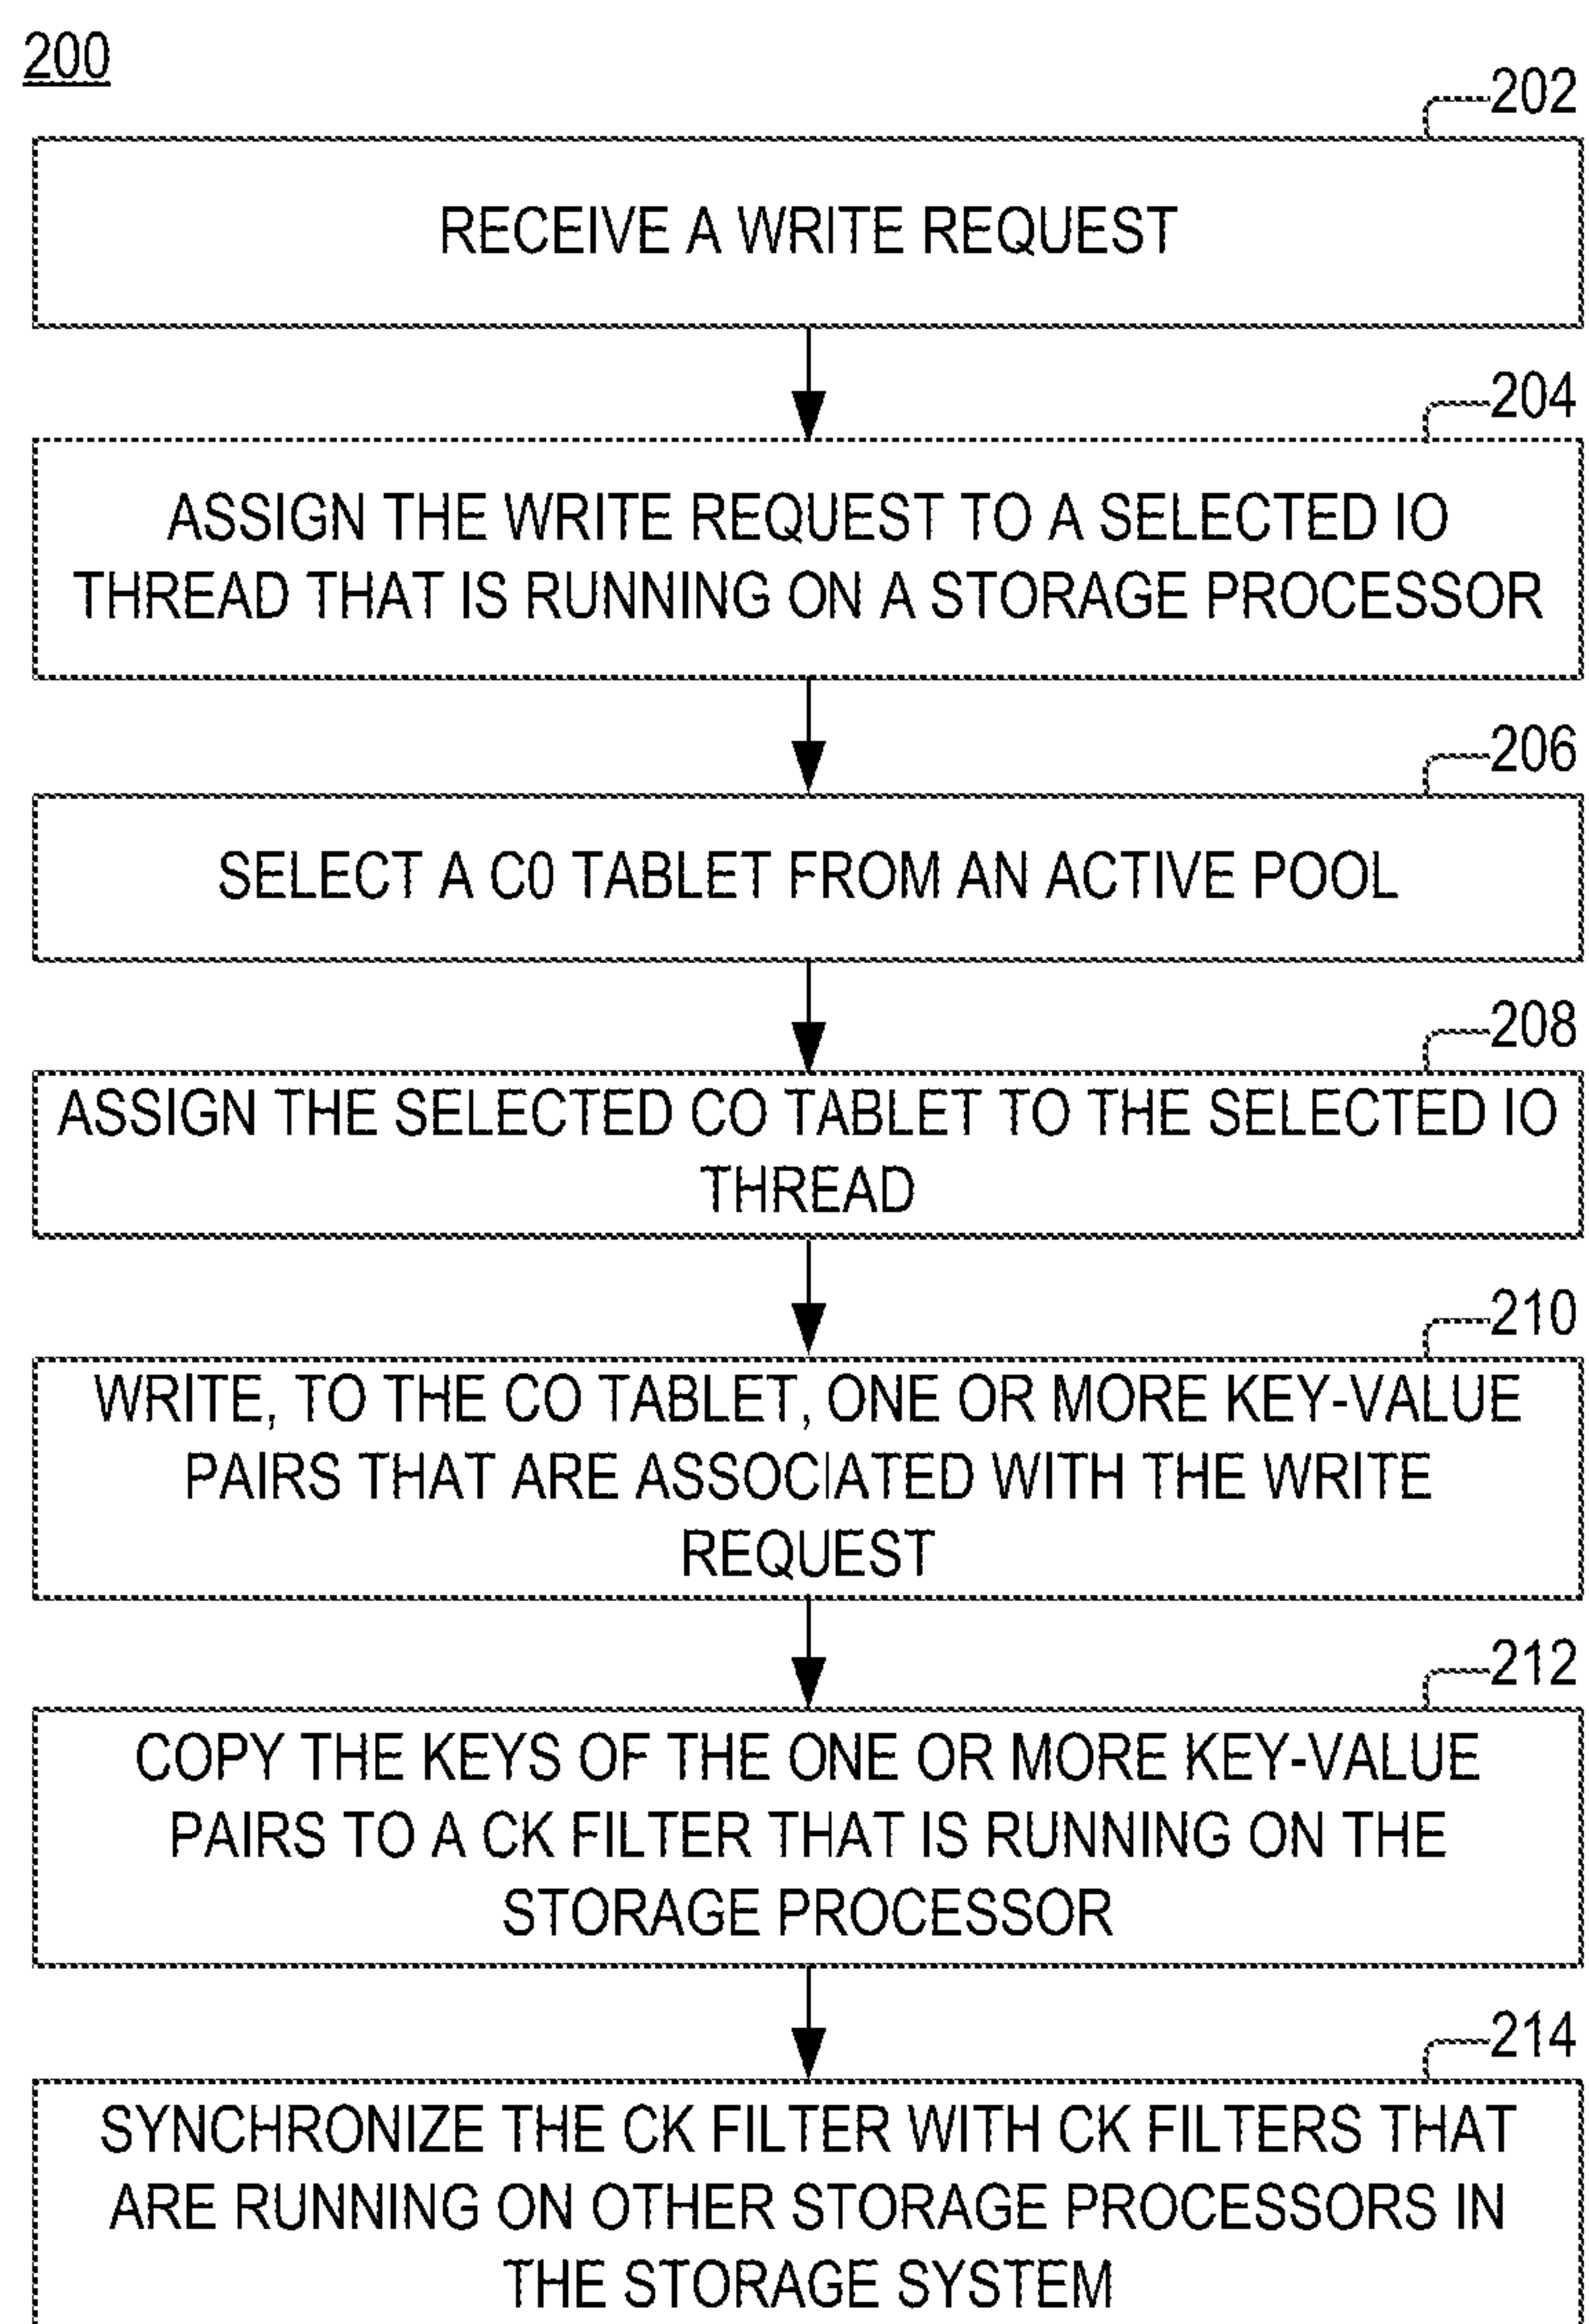 200
202
RECEIVE A WRITE REQUEST
204
ASSIGN THE WRITE REQUEST TO A SELECTED IO
THREAD THAT IS RUNNING ON A STORAGE PROCESSOR
206
SELECT A C0 TABLET FROM AN ACTIVE POOL
208
ASSIGN THE SELECTED CO TABLET TO THE SELECTED IO
THREAD
210
WRITE, TO THE CO TABLET, ONE OR MORE KEY-VALUE
PAIRS THAT ARE ASSOCIATED WITH THE WRITE
REQUEST
212
COPY THE KEYS OF THE ONE OR MORE KEY-VALUE
PAIRS TO A CK FILTER THAT IS RUNNING ON THE
STORAGE PROCESSOR
214
SYNCHRONIZE THE CK FILTER WITH CK FILTERS THAT
ARE RUNNING ON OTHER STORAGE PROCESSORS IN
THE STORAGE SYSTEM